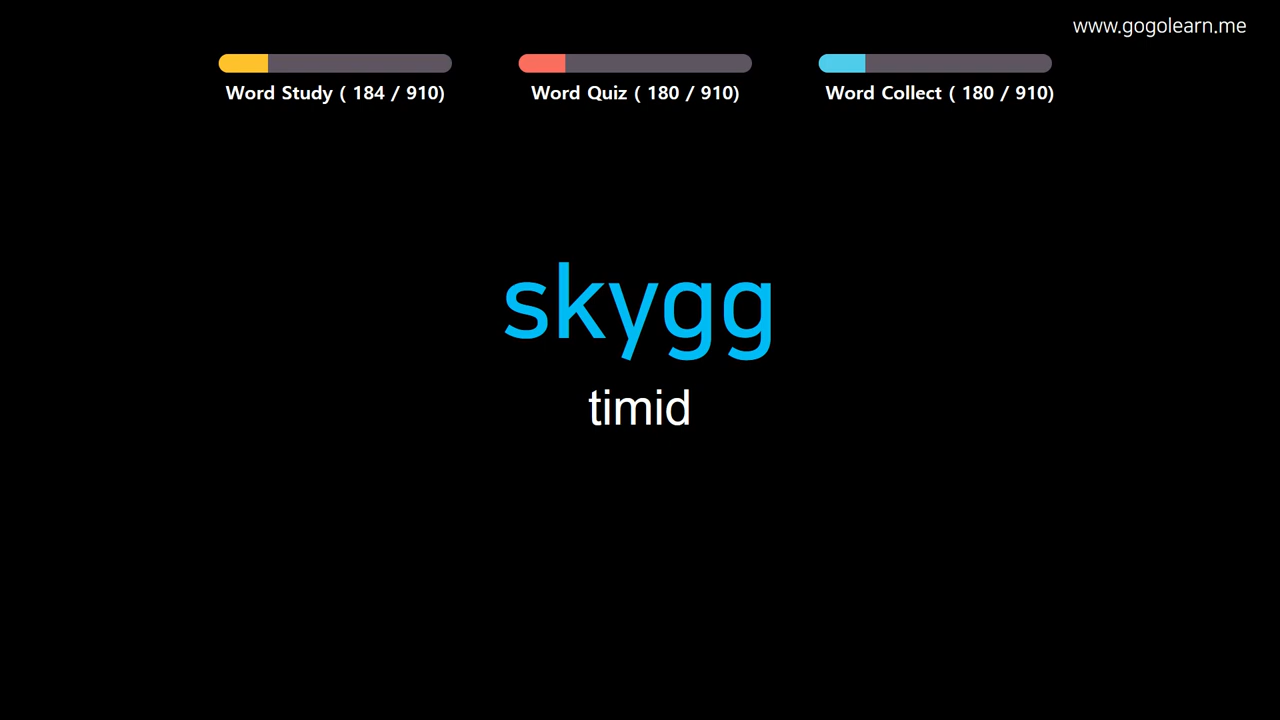 www.gogolearn.me
Word Study ( 184 / 910)
Word Quiz ( 180 / 910)
Word Collect ( 180 / 910)
skygg
timid